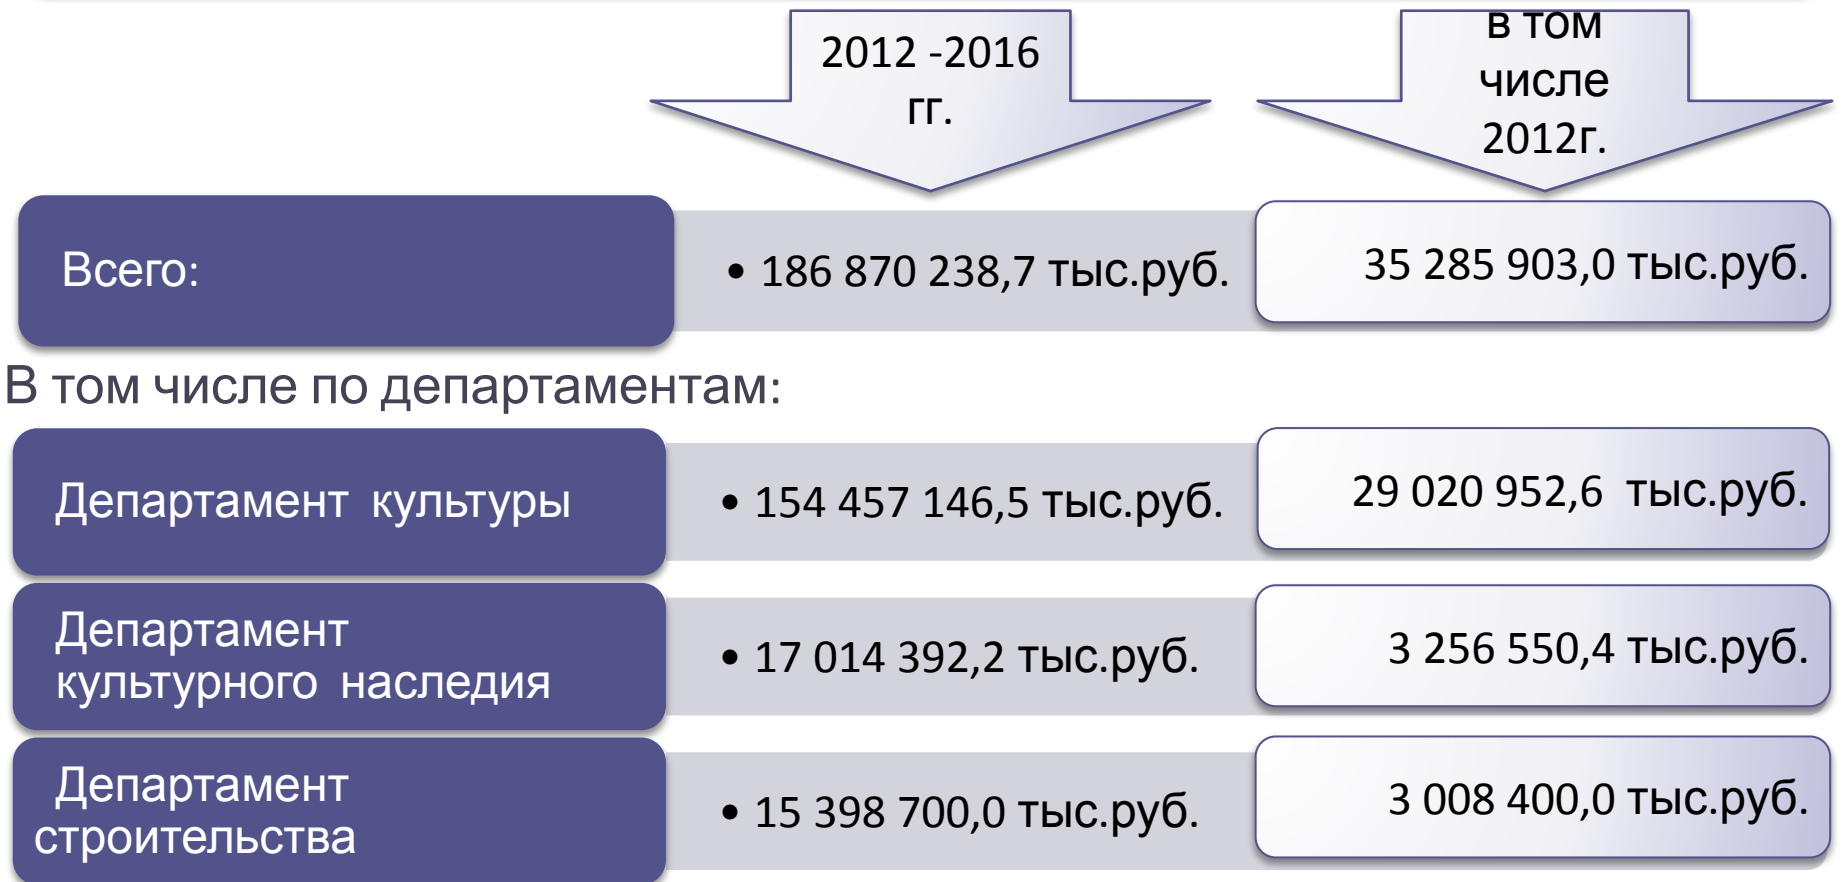 2012 -2016
гг.
в том
числе
2012г.
Всего:
• 186 870 238,7 тыс.руб.
35 285 903,0 тыс.руб.
В том числе по департаментам:
Департамент культуры
• 154 457 146,5 тыс.руб.
29 020 952,6 тыс.руб.
Департамент
культурного наследия
• 17 014 392,2 тыс.руб.
3 256 550,4 тыс.руб.
Департамент
строительства
• 15 398 700,0 тыс.руб.
3 008 400,0 тыс.руб.